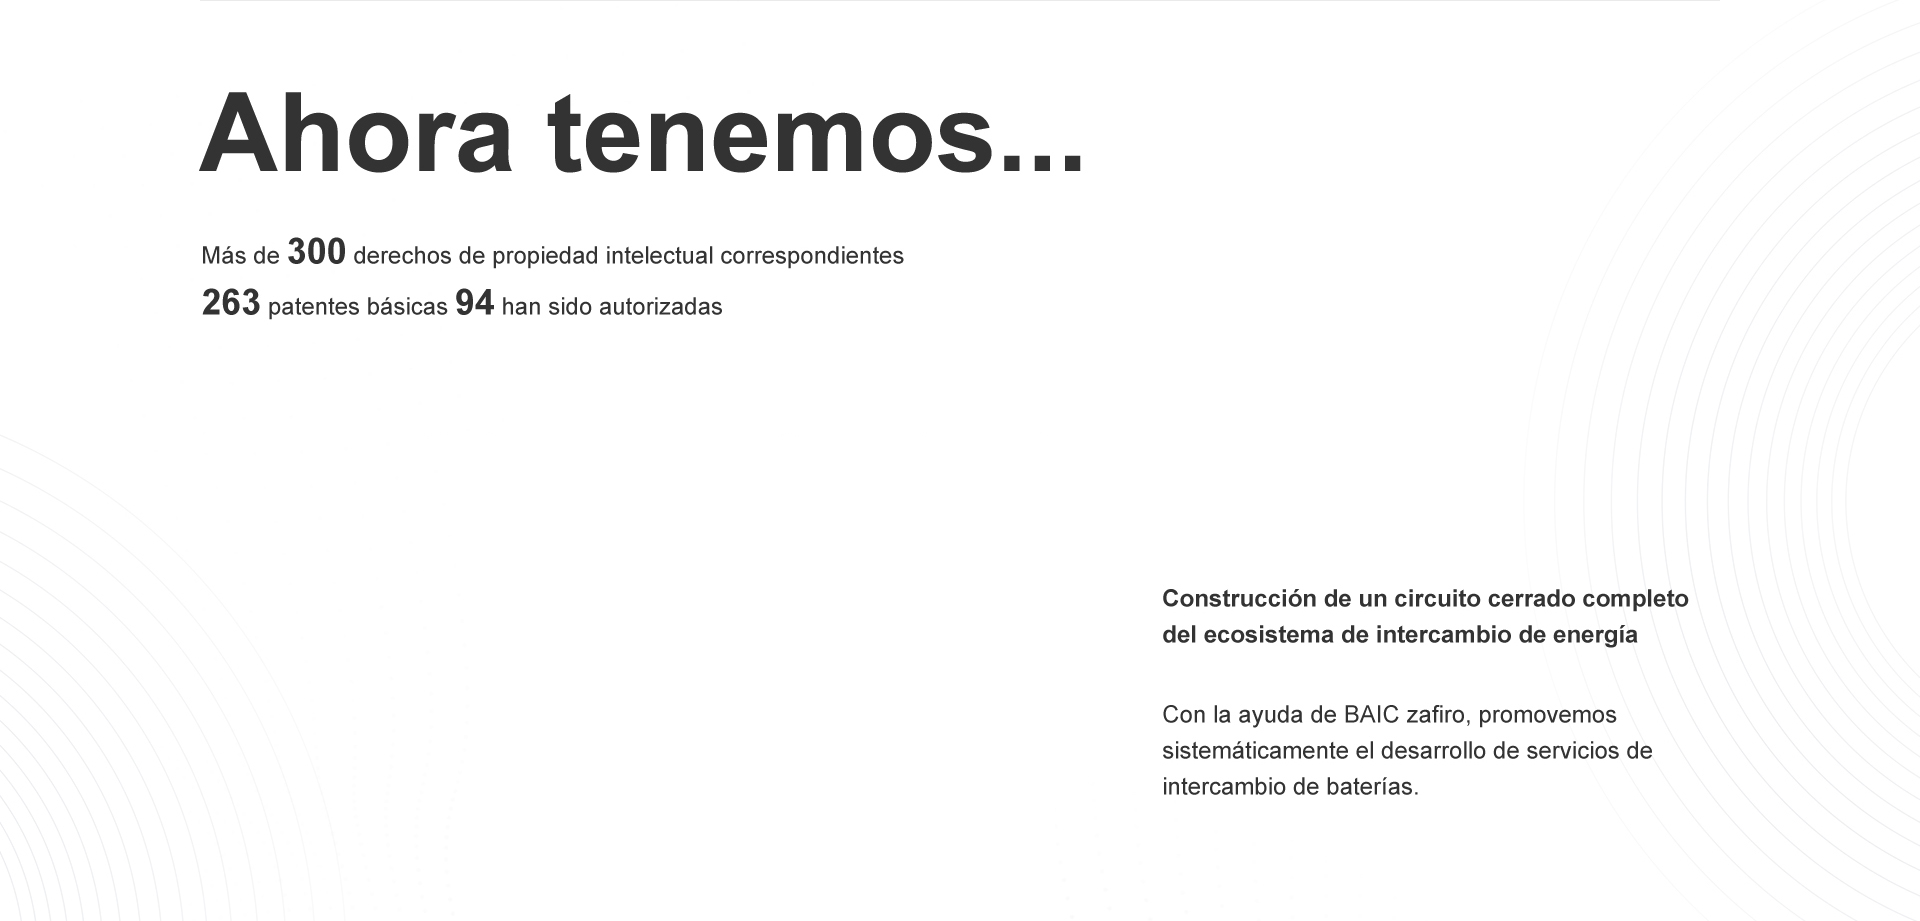 Ahora tenemos...
Más de 300 derechos de propiedad intelectual correspondientes
263 patentes básicas 94 han sido autorizadas
Construcción de un circuito cerrado completo
del ecosistema de intercambio de energía
Con la ayuda de BAIC zafiro, promovemos
sistemáticamente el desarrollo de servicios de
intercambio de baterías.